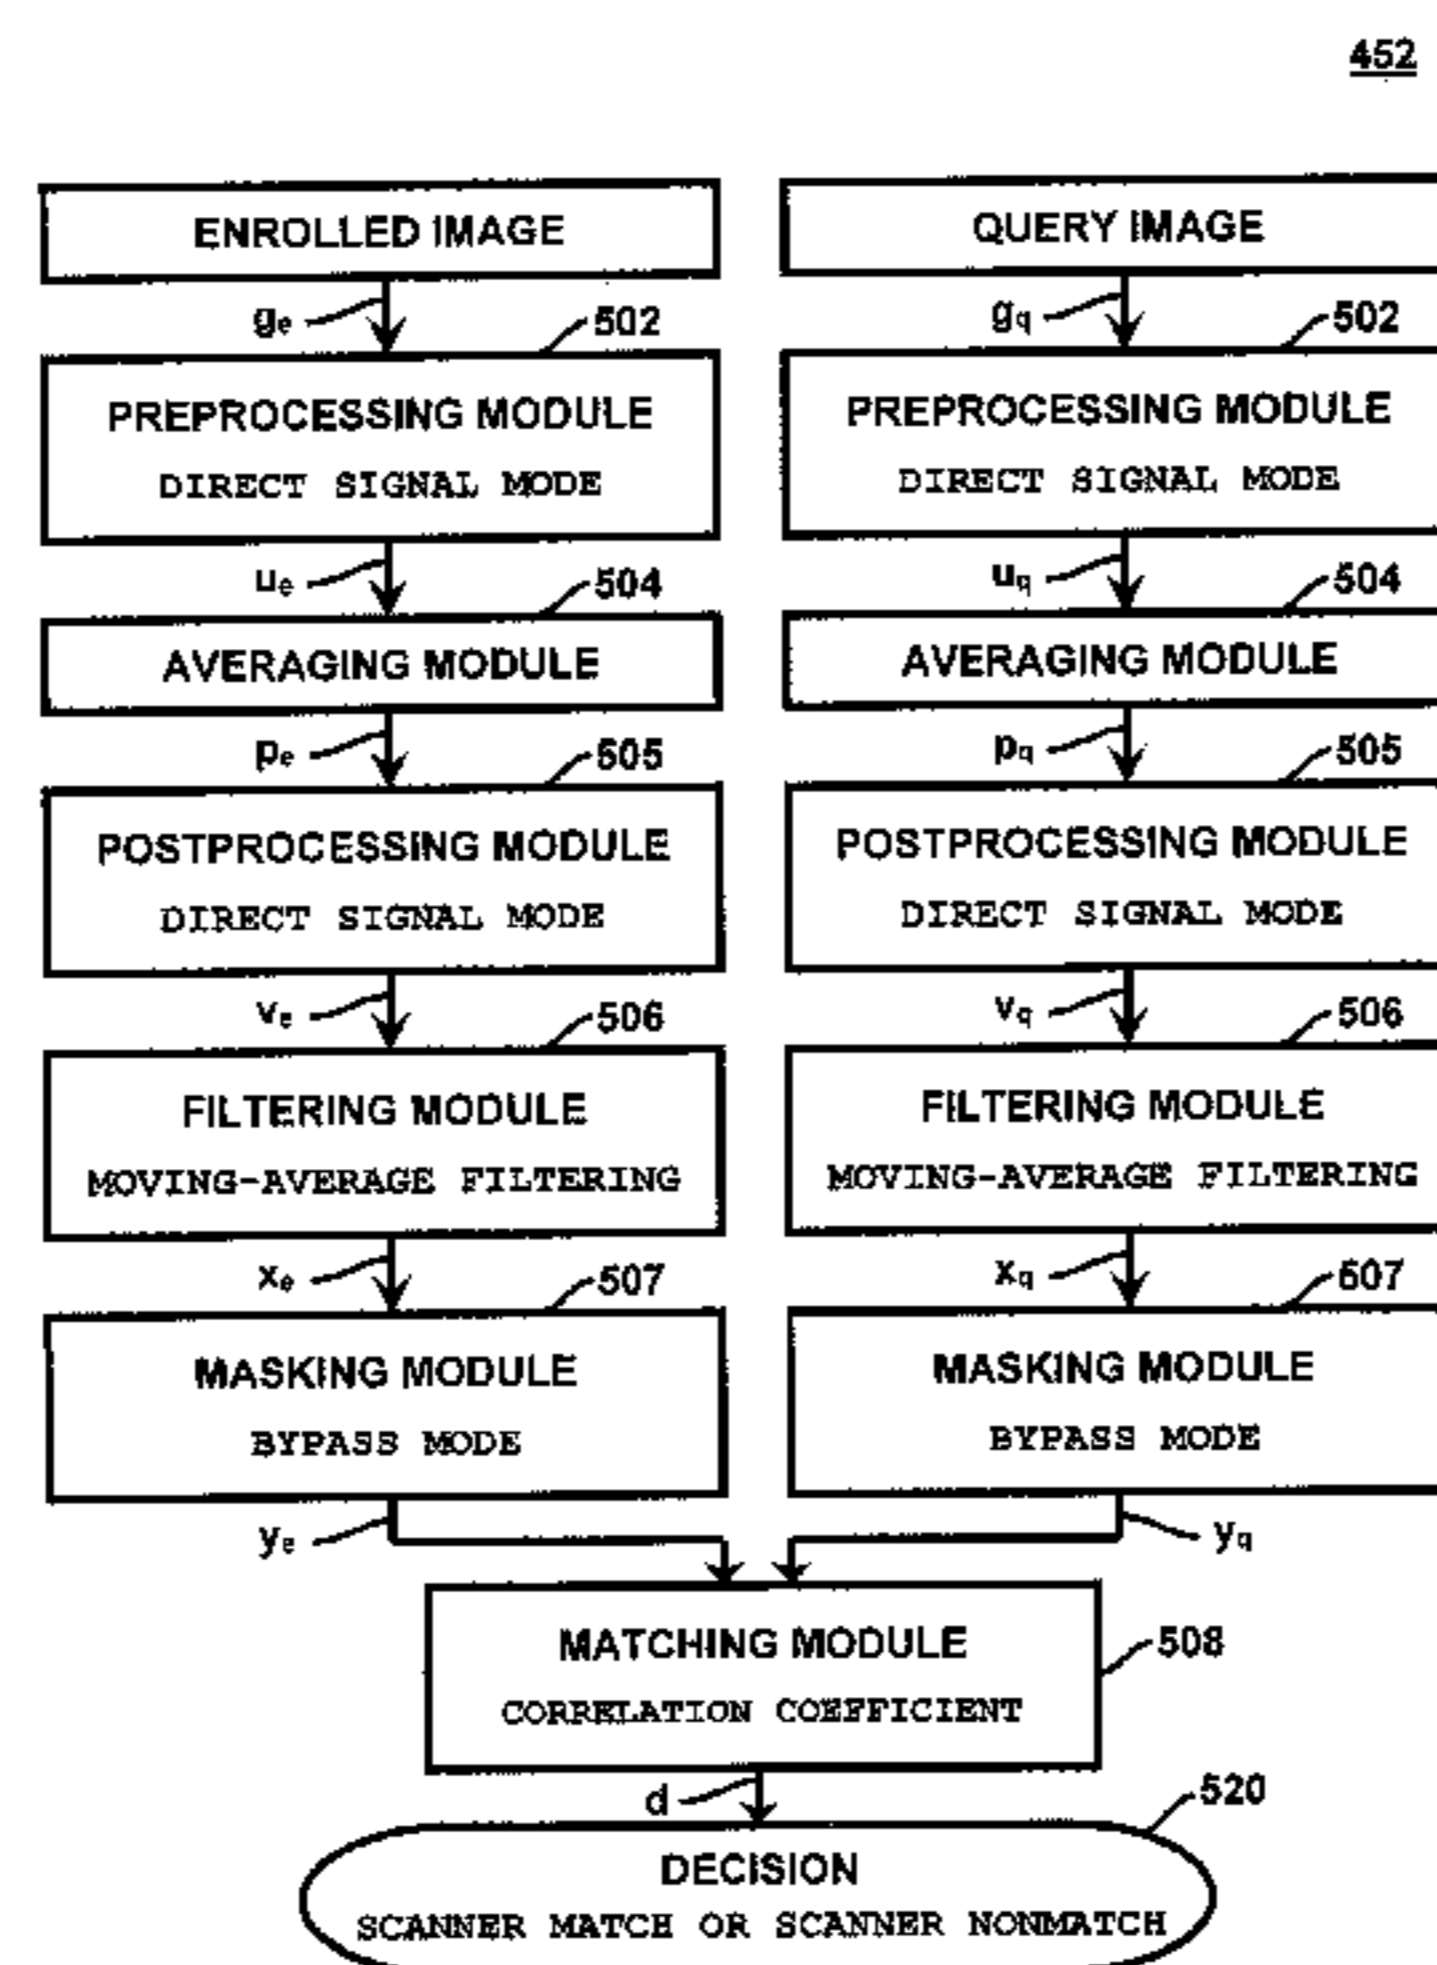 452
ENROLLED IMAGE
QUERY IMAGE
ge
502
gq
502
PREPROCESSING MODULE
DIRECT SIGNAL MODE
PREPROCESSING MODULE
DIRECT SIGNAL MODE
ue
504
uq
504
AVERAGING MODULE
AVERAGING MODULE
pe
505
pq
505
POSTPROCESSING MODULE
DIRECT SIGNAL MODE
POSTPROCESSING MODULE
DIRECT SIGNAL MODE
ve
506
vq
506
FILTERING MODULE
MOVING-AVERAGE FILTERING
FILTERING MODULE
MOVING-AVERAGE FILTERING
xe
507
xq
507
MASKING MODULE
BYPASS MODE
MASKING MODULE
BYPASS MODE
ye
yq
MATCHING MODULE
CORRELATION COEFFICIENT
508
d
520
DECISION
SCANNER MATCH OR SCANNER NONMATCH